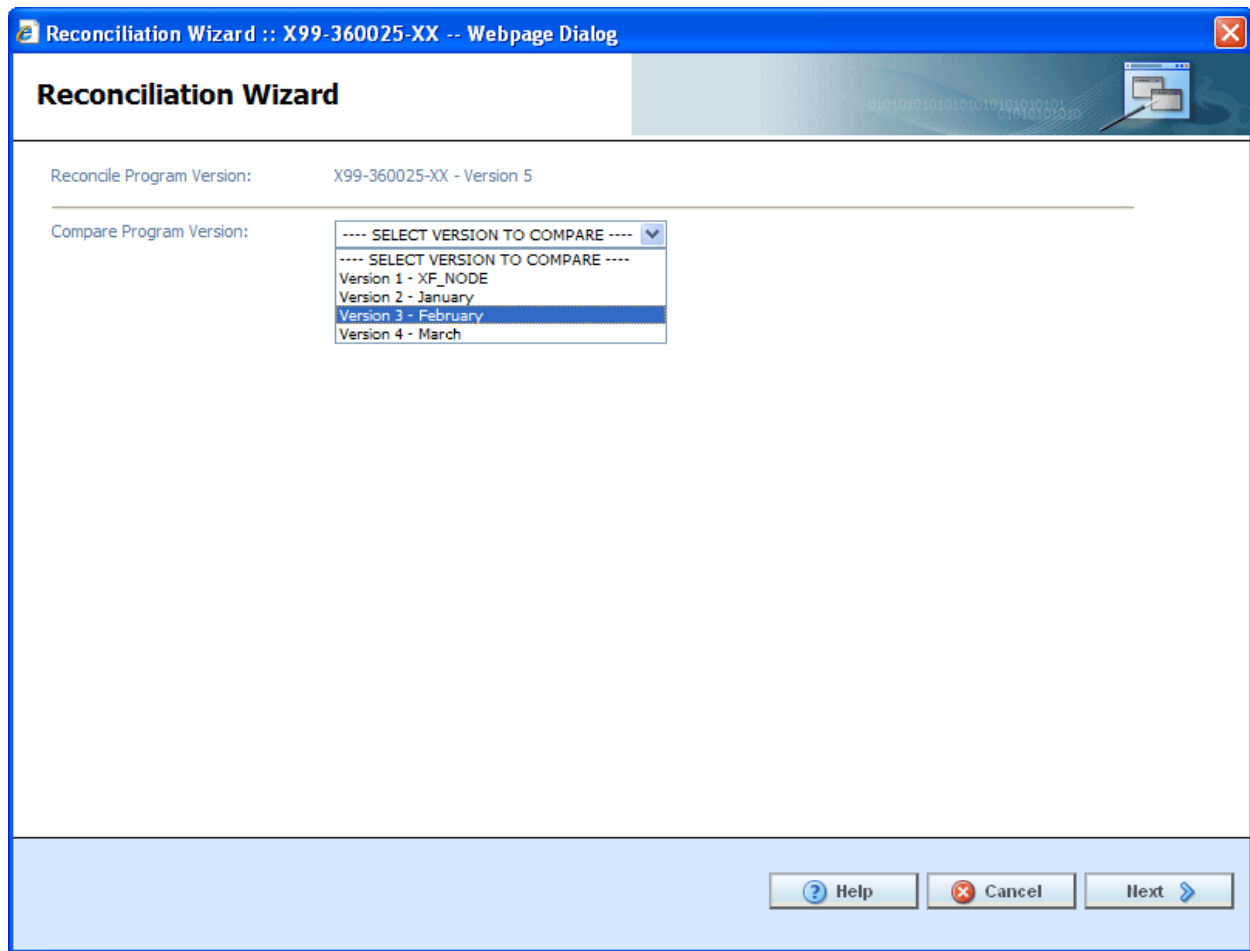 Reconciliation Wizard :: X99-360025-XX -- Webpage Dialog
Reconciliation Wizard
Reconcile Program Version: X99-360025-XX - Version 5
Compare Program Version: ---- SELECT VERSION TO COMPARE ----
---- SELECT VERSION TO COMPARE ----
Version 1 - XF_NODE
Version 2 - January
Version 3 - February
Version 4 - March
Help Cancel Next